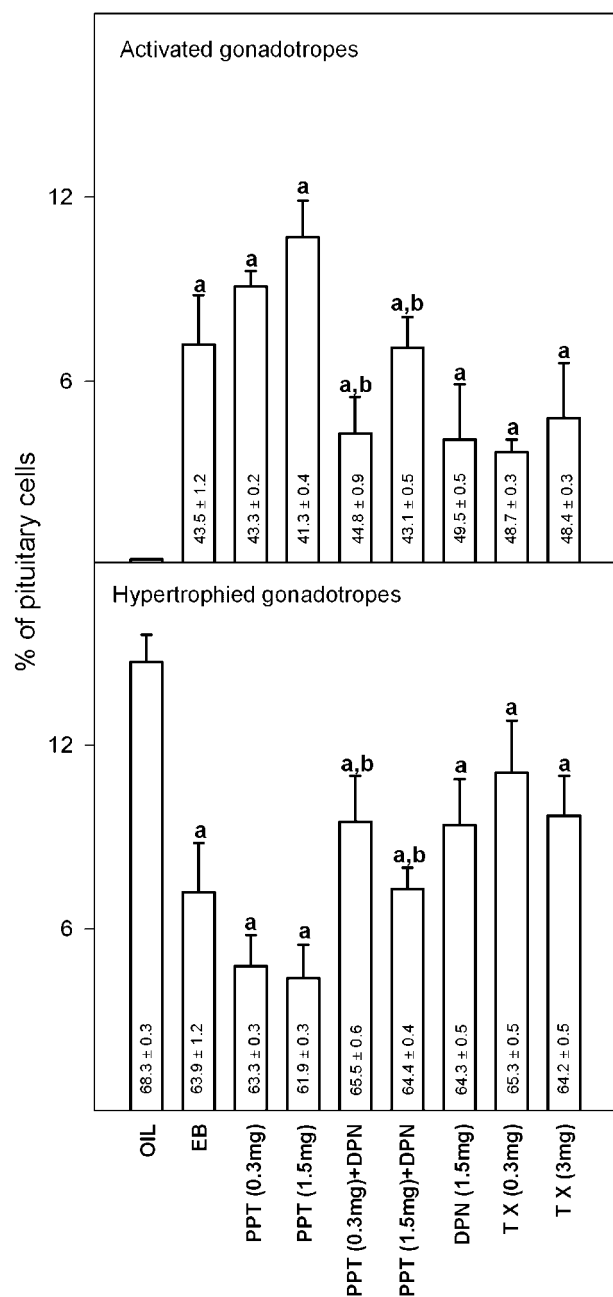 Activated gonadotropes
% of pituitary cells
12
6
a
a
a
a,b
a,b
a
a
a
43.5 ± 1.2
43.3 ± 0.2
41.3 ± 0.4
44.8 ± 0.9
43.1 ± 0.5
49.5 ± 0.5
48.7 ± 0.3
48.4 ± 0.3
Hypertrophied gonadotropes
12
6
a
a
a
a,b
a,b
a
a
a
68.3 ± 0.3
63.9 ± 1.2
63.3 ± 0.3
61.9 ± 0.3
65.5 ± 0.6
64.4 ± 0.4
64.3 ± 0.5
65.3 ± 0.5
64.2 ± 0.5
OIL
EB
PPT (0.3mg)
PPT (1.5mg)
PPT (0.3mg)+DPN
PPT (1.5mg)+DPN
DPN (1.5mg)
T X (0.3mg)
T X (3mg)